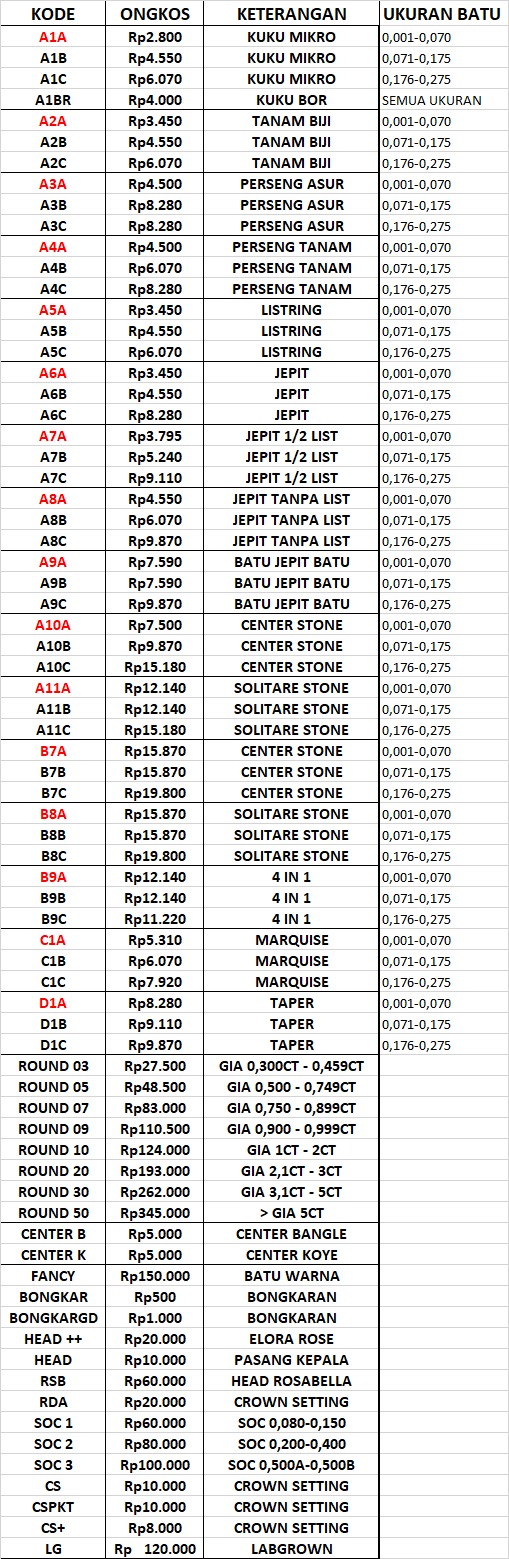 KODE ONGKOS KETERANGAN UKURAN BATU
A1A Rp2.800 KUKU MIKRO 0,001-0,070
A1B Rp4.550 KUKU MIKRO 0,071-0,175
A1C Rp6.070 KUKU MIKRO 0,176-0,275
A1BR Rp4.000 KUKU BOR SEMUA UKURAN
A2A Rp3.450 TANAM BIJI 0,001-0,070
A2B Rp4.550 TANAM BIJI 0,071-0,175
A2C Rp6.070 TANAM BIJI 0,176-0,275
A3A Rp4.500 PERSENG ASUR 0,001-0,070
A3B Rp8.280 PERSENG ASUR 0,071-0,175
A3C Rp8.280 PERSENG ASUR 0,176-0,275
A4A Rp4.500 PERSENG TANAM 0,001-0,070
A4B Rp6.070 PERSENG TANAM 0,071-0,175
A4C Rp8.280 PERSENG TANAM 0,176-0,275
A5A Rp3.450 LISTRING 0,001-0,070
A5B Rp4.550 LISTRING 0,071-0,175
A5C Rp6.070 LISTRING 0,176-0,275
A6A Rp3.450 JEPIT 0,001-0,070
A6B Rp4.550 JEPIT 0,071-0,175
A6C Rp8.280 JEPIT 0,176-0,275
A7A Rp3.795 JEPIT 1/2 LIST 0,001-0,070
A7B Rp5.240 JEPIT 1/2 LIST 0,071-0,175
A7C Rp9.110 JEPIT 1/2 LIST 0,176-0,275
A8A Rp4.550 JEPIT TANPA LIST 0,001-0,070
A8B Rp6.070 JEPIT TANPA LIST 0,071-0,175
A8C Rp9.870 JEPIT TANPA LIST 0,176-0,275
A9A Rp7.590 BATU JEPIT BATU 0,001-0,070
A9B Rp7.590 BATU JEPIT BATU 0,071-0,175
A9C Rp9.870 BATU JEPIT BATU 0,176-0,275
A10A Rp7.500 CENTER STONE 0,001-0,070
A10B Rp9.870 CENTER STONE 0,071-0,175
A10C Rp15.180 CENTER STONE 0,176-0,275
A11A Rp12.140 SOLITARE STONE 0,001-0,070
A11B Rp12.140 SOLITARE STONE 0,071-0,175
A11C Rp15.180 SOLITARE STONE 0,176-0,275
B7A Rp15.870 CENTER STONE 0,001-0,070
B7B Rp15.870 CENTER STONE 0,071-0,175
B7C Rp19.800 CENTER STONE 0,176-0,275
B8A Rp15.870 SOLITARE STONE 0,001-0,070
B8B Rp15.870 SOLITARE STONE 0,071-0,175
B8C Rp19.800 SOLITARE STONE 0,176-0,275
B9A Rp12.140 4 IN 1 0,001-0,070
B9B Rp12.140 4 IN 1 0,071-0,175
B9C Rp11.220 4 IN 1 0,176-0,275
C1A Rp5.310 MARQUISE 0,001-0,070
C1B Rp6.070 MARQUISE 0,071-0,175
C1C Rp7.920 MARQUISE 0,176-0,275
D1A Rp8.280 TAPER 0,001-0,070
D1B Rp9.110 TAPER 0,071-0,175
D1C Rp9.870 TAPER 0,176-0,275
ROUND 03 Rp27.500 GIA 0,300CT - 0,459CT
ROUND 05 Rp48.500 GIA 0,500 - 0,749CT
ROUND 07 Rp83.000 GIA 0,750 - 0,899CT
ROUND 09 Rp110.500 GIA 0,900 - 0,999CT
ROUND 10 Rp124.000 GIA 1CT - 2CT
ROUND 20 Rp193.000 GIA 2,1CT - 3CT
ROUND 30 Rp262.000 GIA 3,1CT - 5CT
ROUND 50 Rp345.000 > GIA 5CT
CENTER B Rp5.000 CENTER BANGLE
CENTER K Rp5.000 CENTER KOYE
FANCY Rp150.000 BATU WARNA
BONGKAR Rp500 BONGKARAN
BONGKARGD Rp1.000 BONGKARAN
HEAD ++ Rp20.000 ELORA ROSE
HEAD Rp10.000 PASANG KEPALA
RSB Rp60.000 HEAD ROSABELLA
RDA Rp20.000 CROWN SETTING
SOC 1 Rp60.000 SOC 0,080-0,150
SOC 2 Rp80.000 SOC 0,200-0,400
SOC 3 Rp100.000 SOC 0,500A-0,500B
CS Rp10.000 CROWN SETTING
CSPKT Rp10.000 CROWN SETTING
CS+ Rp8.000 CROWN SETTING
LG Rp 120.000 LABGROWN